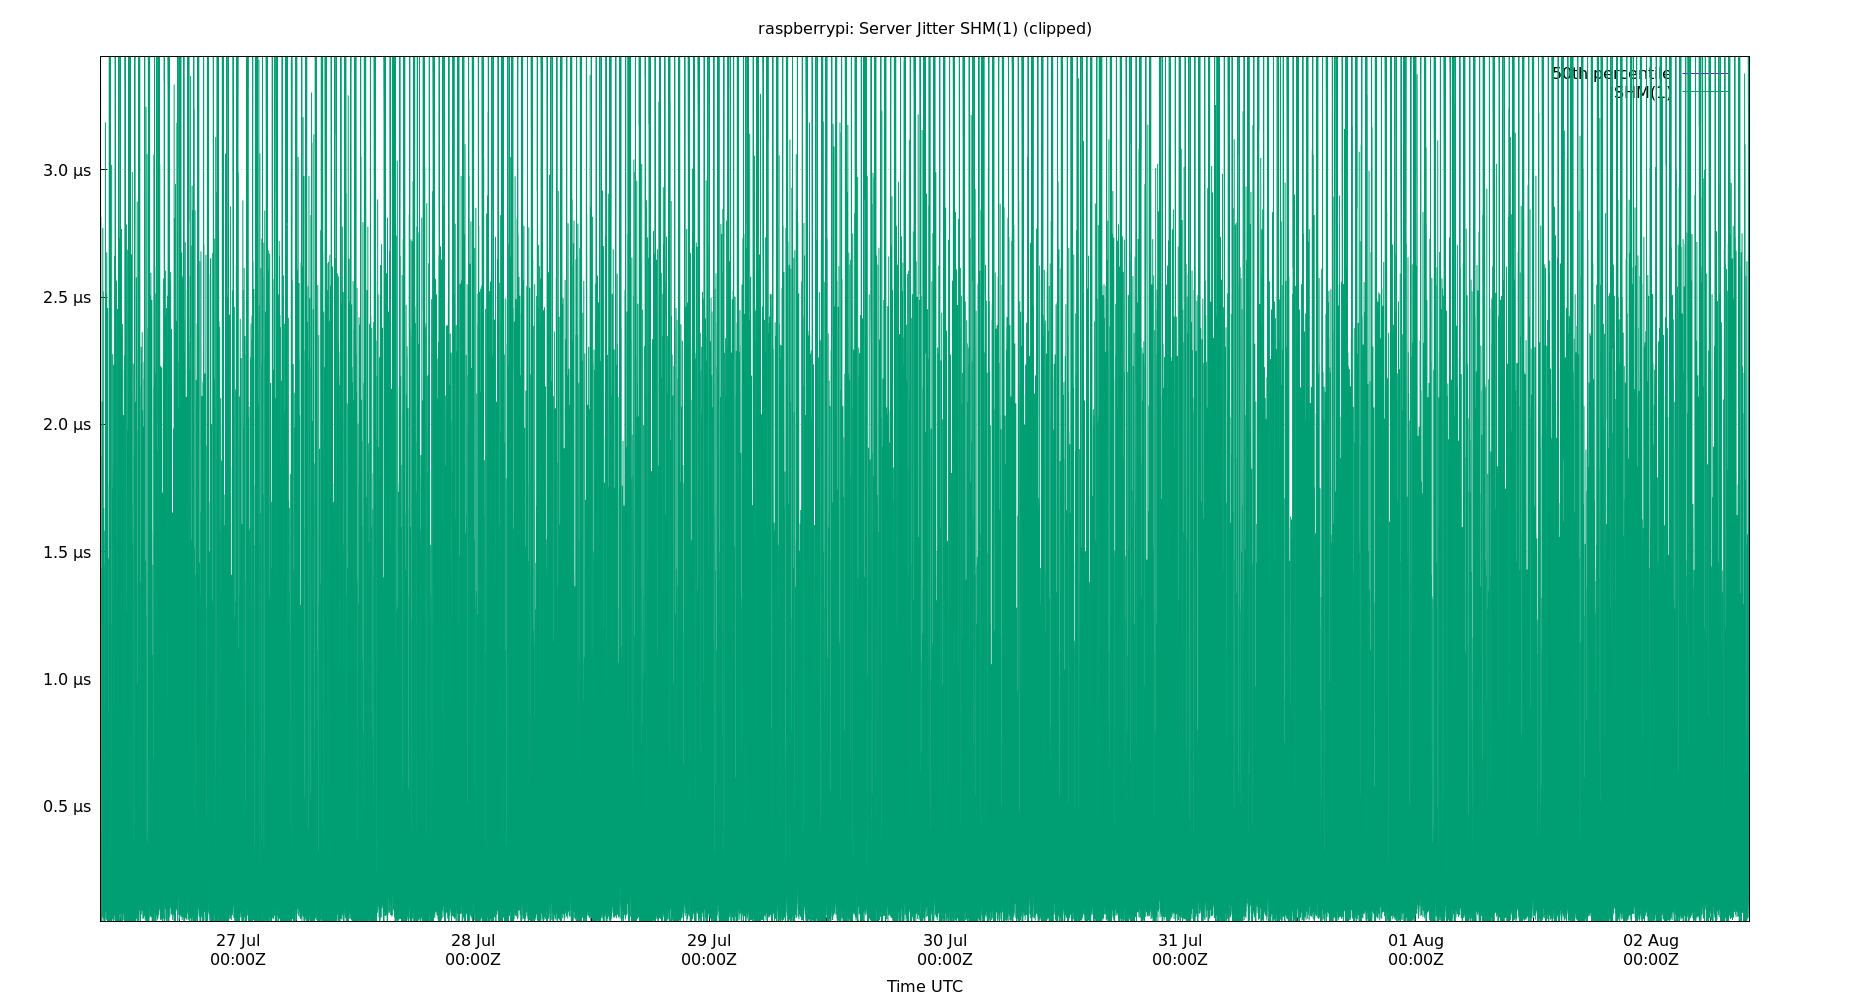 raspberrypi: Server Jitter SHM(1) (clipped)
50th percentile
SHM(1)
3.0 μs
2.5 μs
2.0 μs
1.5 μs
1.0 μs
0.5 μs
27 Jul 28 Jul 29 Jul 30 Jul 31 Jul 01 Aug 02 Aug
00:00Z 00:00Z 00:00Z 00:00Z 00:00Z 00:00Z 00:00Z
Time UTC